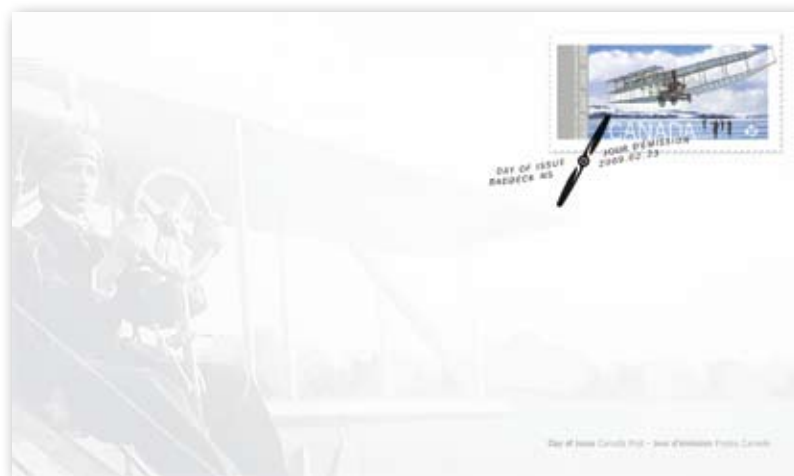 CANADA
DAY OF ISSUE
BADDECK NS
JOUR D'ÉMISSION
2009.02.23
Day of Issue Canada Post – Jour d'émission Postes Canada